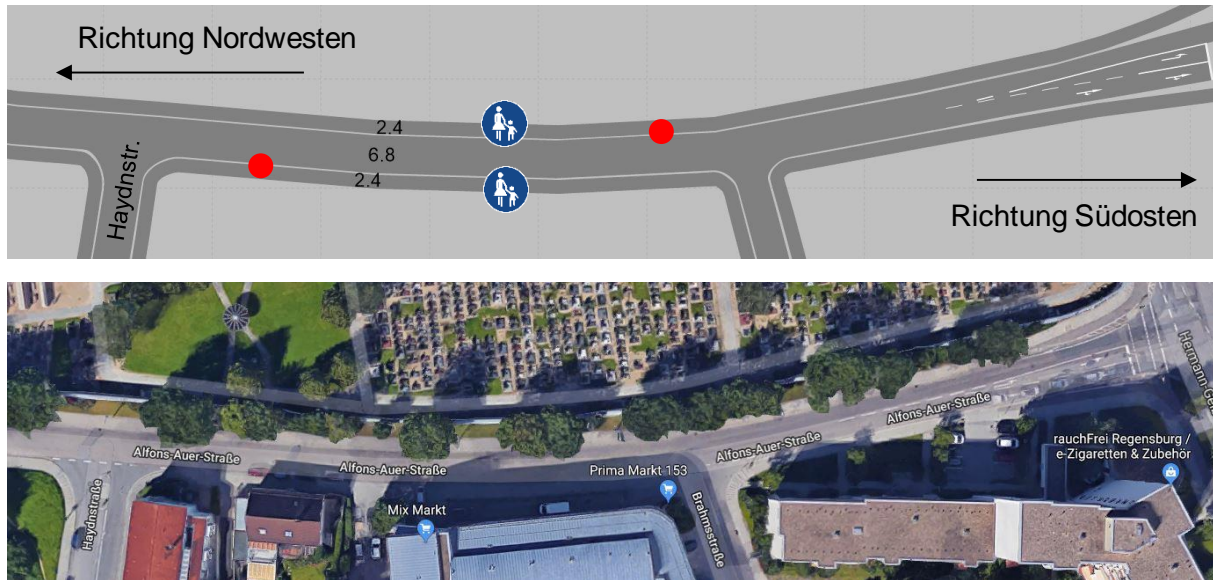 Richtung Nordwesten
2.4
6.8
2.4
Haydnstr.
Richtung Südosten
Alfons-Auer-Straße
Alfons-Auer-Straße
Alfons-Auer-Straße
Alfons-Auer-Straße
Haydnstraße
Mix Markt
Prima Markt 153
Brahmsstraße
rauchFrei Regensburg /
e-Zigaretten & Zubehör